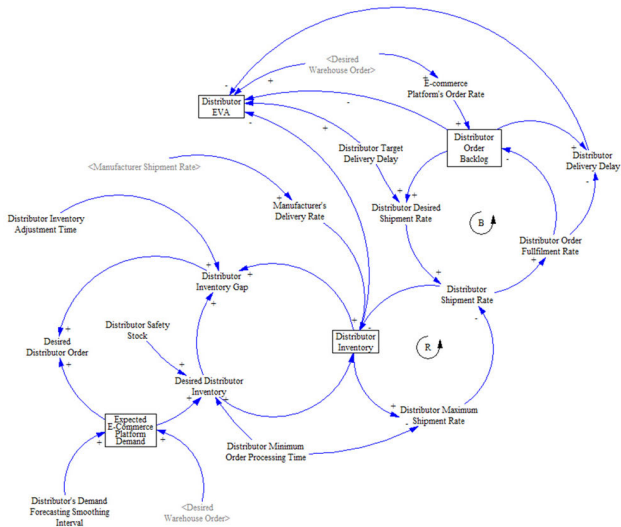 <Desired
Warehouse Order>
E-commerce
Platform's Order Rate
Distributor
EVA
Distributor Target
Delivery Delay
Distributor
Order
Backlog
Distributor
Delivery Delay
<Manufacturer Shipment Rate>
Manufacturer's
Delivery Rate
Distributor Desired
Shipment Rate
Distributor Inventory
Adjustment Time
B
Distributor Order
Fullfilment Rate
Distributor
Inventory Gap
Distributor
Shipment Rate
Distributor Safety
Stock
Desired
Distributor Order
Distributor
Inventory
R
Desired Distributor
Inventory
Distributor Maximum
Shipment Rate
Expected
E-Commerce
Platform
Demand
Distributor Minimum
Order Processing Time
Distributor's Demand
Forecasting Smoothing
Interval
<Desired
Warehouse Order>